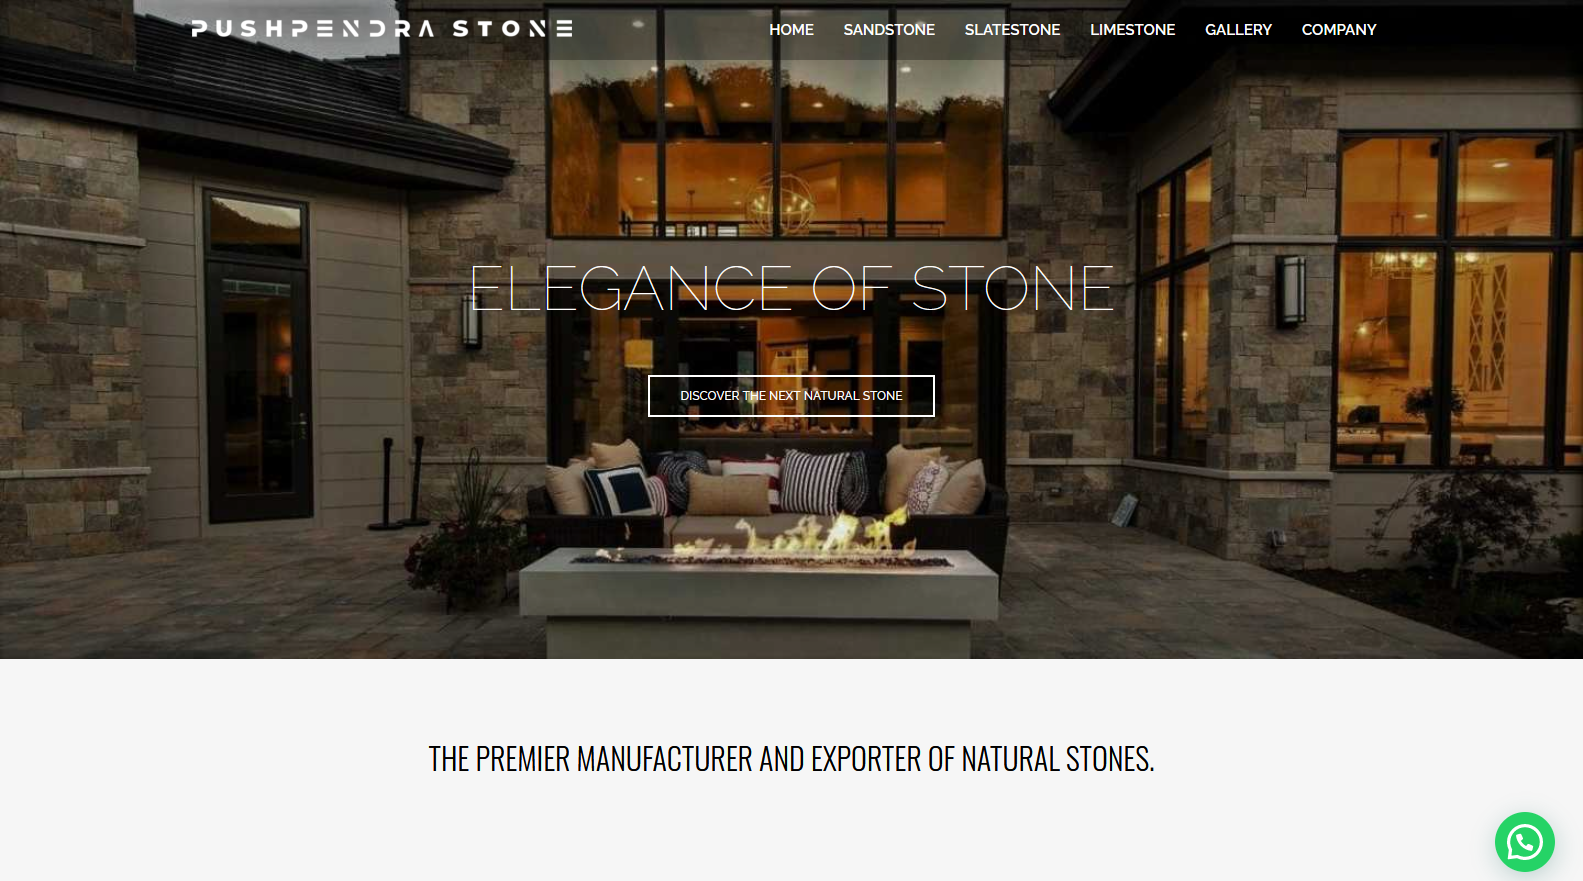 PUSHPENDRA STONE
HOME SANDSTONE SLATESTONE LIMESTONE GALLERY COMPANY
ELEGANCE OF STONE
DISCOVER THE NEXT NATURAL STONE
THE PREMIER MANUFACTURER AND EXPORTER OF NATURAL STONES.